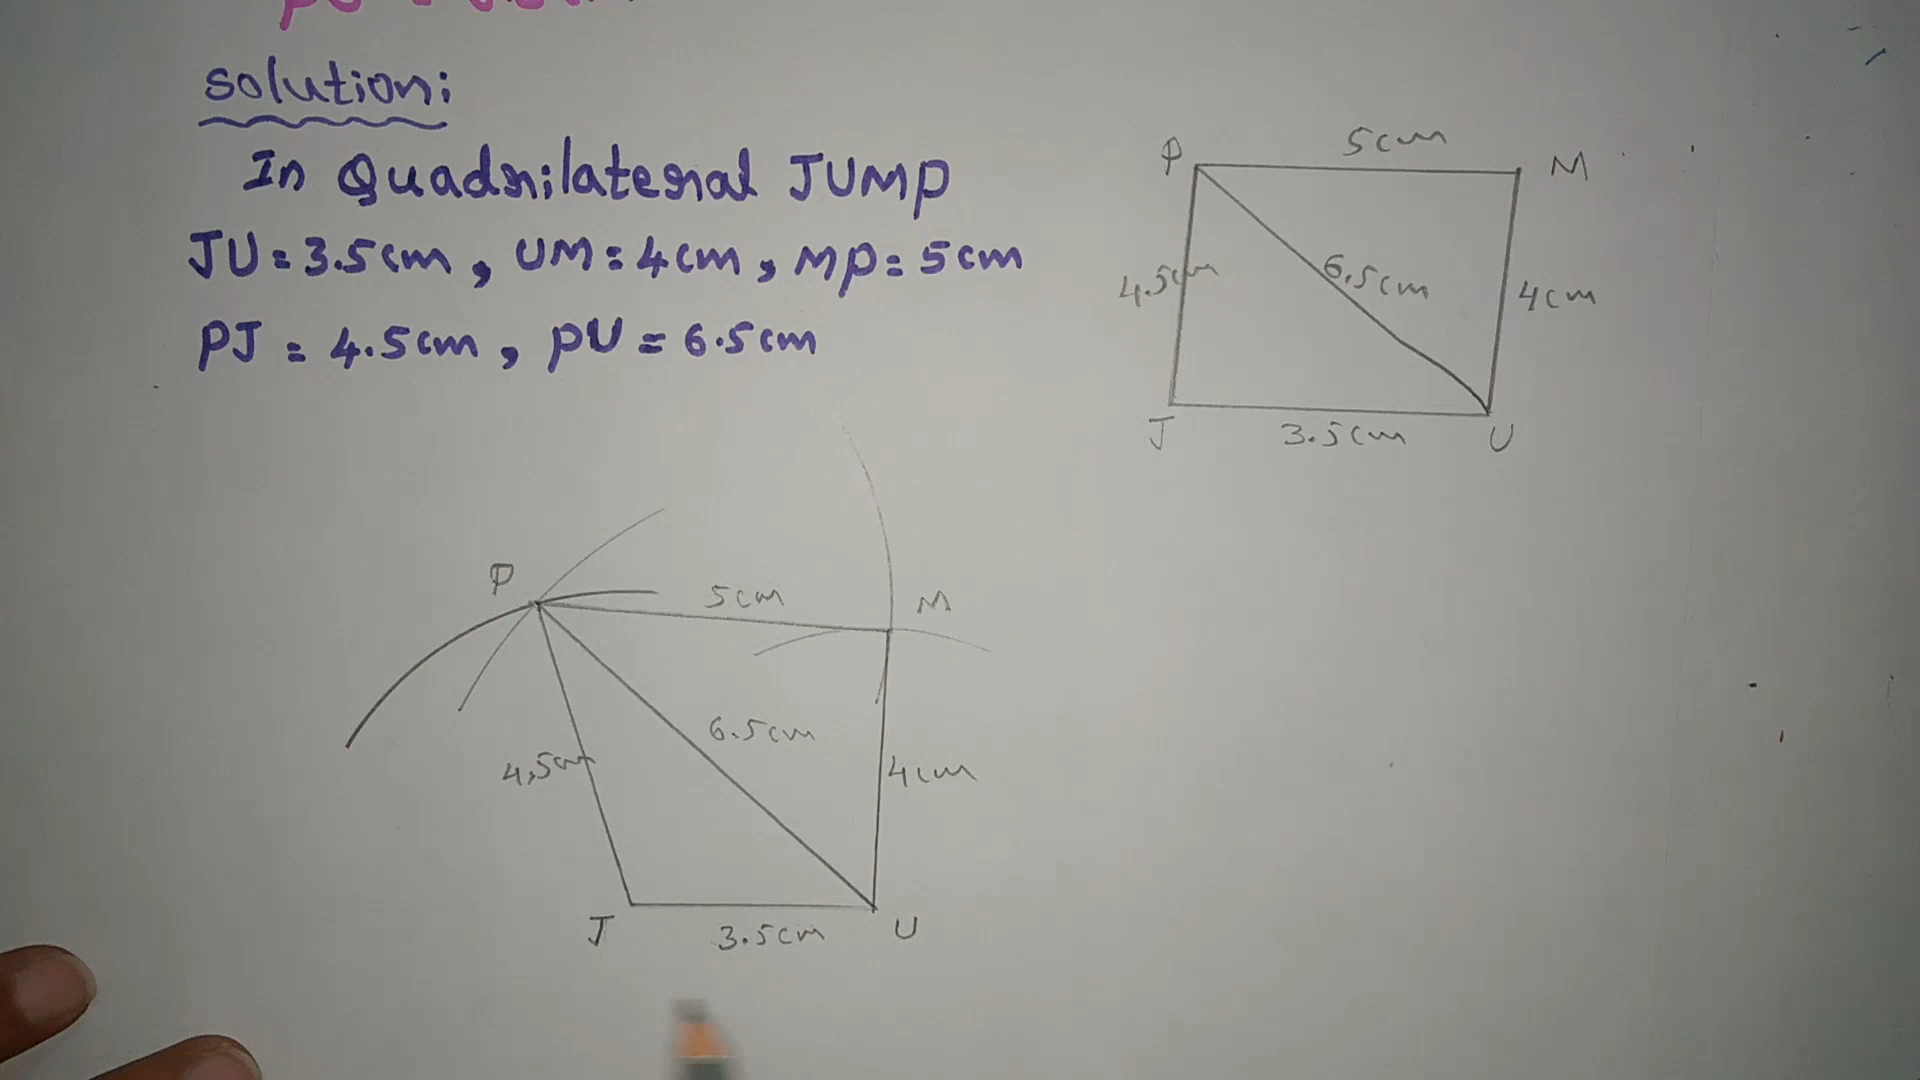 solution:
In Quadrilateral JUMP
JU = 3.5cm, UM = 4cm, MP = 5cm
PJ = 4.5cm, PU = 6.5cm
5cm
P
M
4.5cm
6.5cm
4cm
J
3.5cm
U
P
5cm
M
6.5cm
4,5cm
4cm
J
3.5cm
U